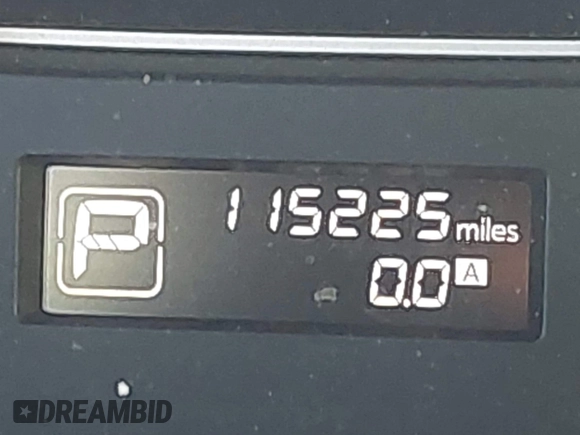 P
115225 miles
0.0 A
DREAMBID